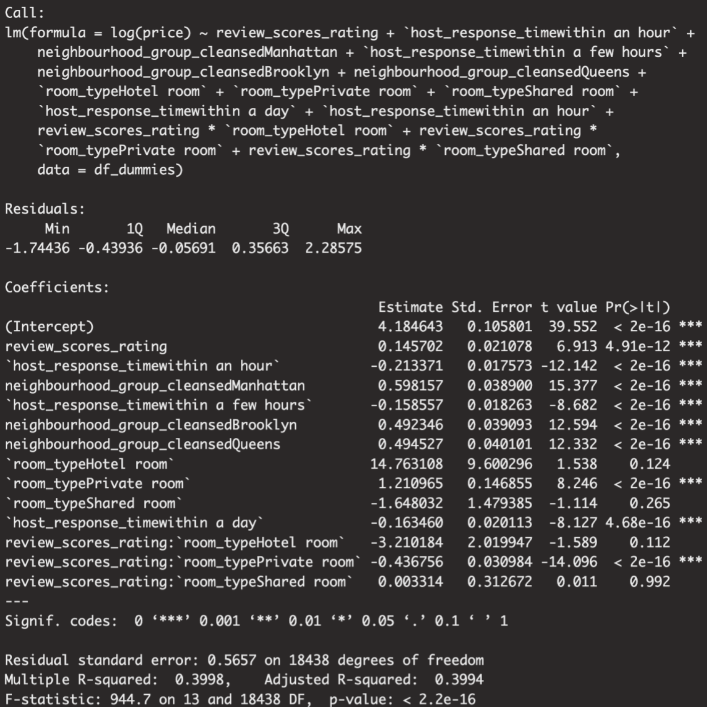 Call:
lm(formula = log(price) ~ review_scores_rating + `host_response_timewithin an hour` +
    neighbourhood_group_cleansedManhattan + `host_response_timewithin a few hours` +
    neighbourhood_group_cleansedBrooklyn + neighbourhood_group_cleansedQueens +
    `room_typeHotel room` + `room_typePrivate room` + `room_typeShared room` +
    `host_response_timewithin a day` + `host_response_timewithin an hour` +
    review_scores_rating * `room_typeHotel room` + review_scores_rating *
    `room_typePrivate room` + review_scores_rating * `room_typeShared room`,
    data = df_dummies)
Residuals:
     Min       1Q   Median       3Q      Max
-1.74436 -0.43936 -0.05691  0.35663  2.28575
Coefficients:
                                              Estimate Std. Error t value Pr(>|t|)
(Intercept)                                   4.184643   0.105801  39.552  < 2e-16 ***
review_scores_rating                          0.145702   0.021078   6.913 4.91e-12 ***
`host_response_timewithin an hour`           -0.213371   0.017573 -12.142  < 2e-16 ***
neighbourhood_group_cleansedManhattan         0.598157   0.038900  15.377  < 2e-16 ***
`host_response_timewithin a few hours`       -0.158557   0.018263  -8.682  < 2e-16 ***
neighbourhood_group_cleansedBrooklyn          0.492346   0.039093  12.594  < 2e-16 ***
neighbourhood_group_cleansedQueens            0.494527   0.040101  12.332  < 2e-16 ***
`room_typeHotel room`                        14.763108   9.600296   1.538    0.124
`room_typePrivate room`                       1.210965   0.146855   8.246  < 2e-16 ***
`room_typeShared room`                       -1.648032   1.479385  -1.114    0.265
`host_response_timewithin a day`             -0.163460   0.020113  -8.127 4.68e-16 ***
review_scores_rating:`room_typeHotel room`   -3.210184   2.019947  -1.589    0.112
review_scores_rating:`room_typePrivate room` -0.436756   0.030984 -14.096  < 2e-16 ***
review_scores_rating:`room_typeShared room`   0.003314   0.312672   0.011    0.992
---
Signif. codes:  0 ‘***’ 0.001 ‘**’ 0.01 ‘*’ 0.05 ‘.’ 0.1 ‘ ’ 1
Residual standard error: 0.5657 on 18438 degrees of freedom
Multiple R-squared:  0.3998,    Adjusted R-squared:  0.3994
F-statistic: 944.7 on 13 and 18438 DF,  p-value: < 2.2e-16